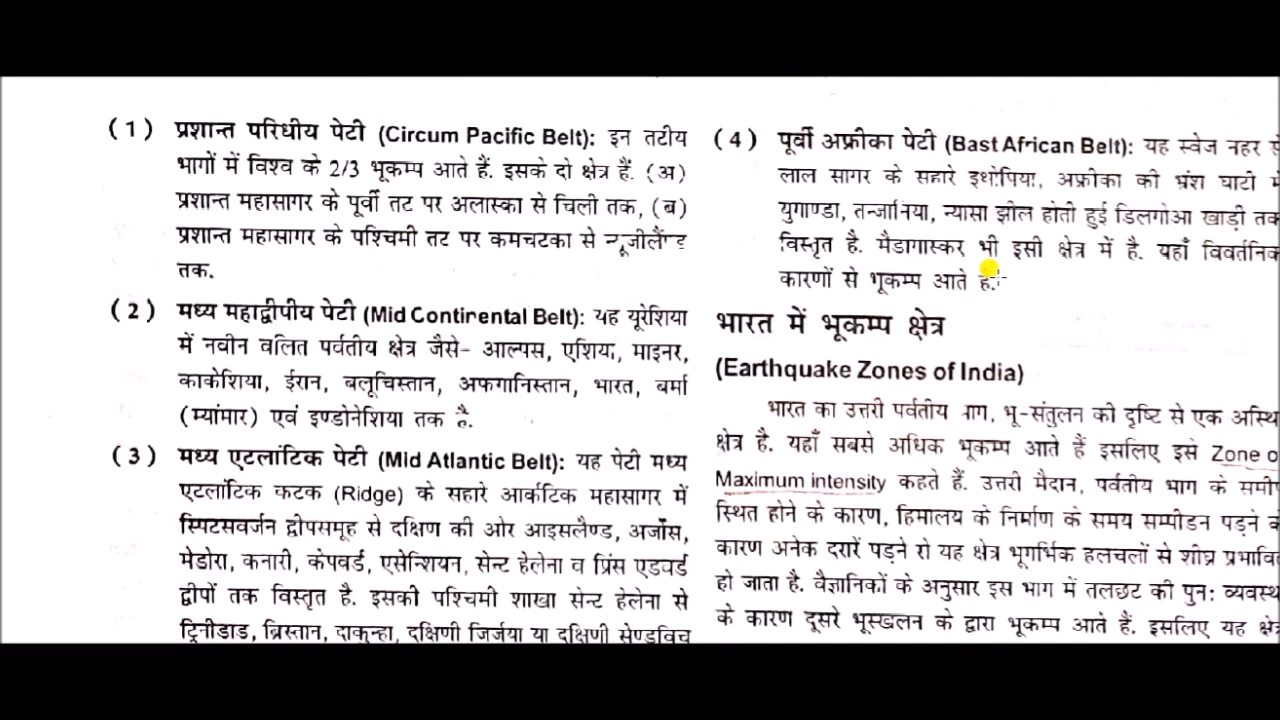 (1) प्रशान्त परिधीय पेटी (Circum Pacific Belt): इन तटीय
भागों में विश्व के 2/3 भूकम्प आते हैं. इसके दो क्षेत्र हैं. (अ)
प्रशान्त महासागर के पूर्वी तट पर अलास्का से चिली तक, (ब)
प्रशान्त महासागर के पश्चिमी तट पर कमचटका से न्यूजीलैण्ड
तक.
(2) मध्य महाद्वीपीय पेटी (Mid Continental Belt): यह यूरेशिया
में नवीन वलित पर्वतीय क्षेत्र जैसे- आल्पस, एशिया, माइनर,
काकेशिया, ईरान, बलूचिस्तान, अफगानिस्तान, भारत, बर्मा
(म्यांमार) एवं इण्डोनेशिया तक है.
(3) मध्य एटलांटिक पेटी (Mid Atlantic Belt): यह पेटी मध्य
एटलांटिक कटक (Ridge) के सहारे आर्कटिक महासागर में
स्पिटसवर्जन द्वीपसमूह से दक्षिण की ओर आइसलैण्ड, अर्जोस,
मेडोरा, कनारी, केपवर्ड, एसेन्शियन, सेन्ट हेलेना व प्रिंस एडवर्ड
द्वीपों तक विस्तृत है. इसकी पश्चिमी शाखा सेन्ट हेलेना से
ट्रिनीडाड, ब्रिस्तान, दाकुन्हा, दक्षिणी जिर्जया या दक्षिणी सेण्डविच
(4) पूर्वी अफ्रीका पेटी (Bast African Belt): यह स्वेज नहर
लाल सागर के सहारे इथोपिया, अफ्रीका की भ्रंश घाटी
युगाण्डा, तन्जानिया, न्यासा झील होती हुई डिलगोआ खाड़ी तक
विस्तृत है. मैडागास्कर भी इसी क्षेत्र में है. यहाँ विवर्तनिक
कारणों से भूकम्प आते हैं.
भारत में भूकम्प क्षेत्र
(Earthquake Zones of India)
भारत का उत्तरी पर्वतीय भाग, भू-संतुलन की दृष्टि से एक अस्थि
क्षेत्र है. यहाँ सबसे अधिक भूकम्प आते हैं इसलिए इसे Zone o
Maximum intensity कहते हैं. उत्तरी मैदान, पर्वतीय भाग के समीप
स्थित होने के कारण, हिमालय के निर्माण के समय सम्पीडन पड़ने
कारण अनेक दरारें पड़ने रो यह क्षेत्र भूगर्भिक हलचलों से शीघ्र प्रभावि
हो जाता है. वैज्ञानिकों के अनुसार इस भाग में तलछट की पुन: व्यवस्थ
के कारण दूसरे भूस्खलन के द्वारा भूकम्प आते हैं. इसलिए यह क्षे